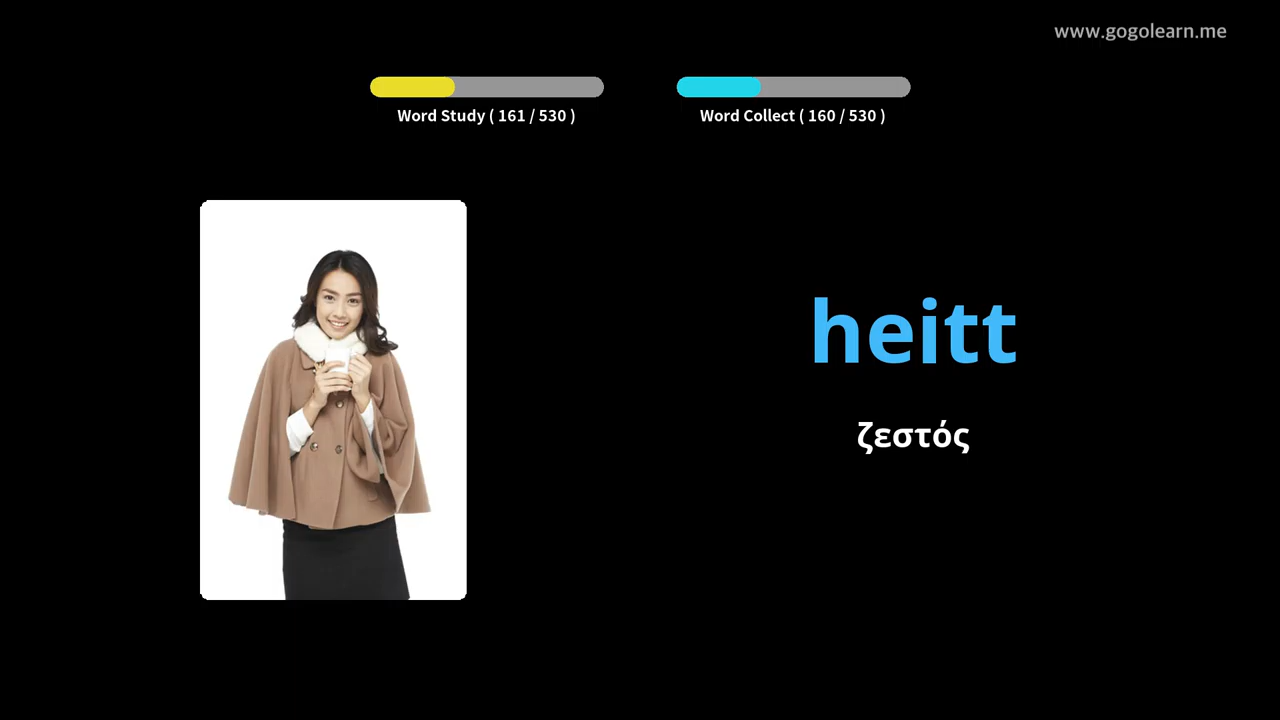 www.gogolearn.me
Word Study ( 161 / 530 )
Word Collect ( 160 / 530 )
heitt
ζεστός